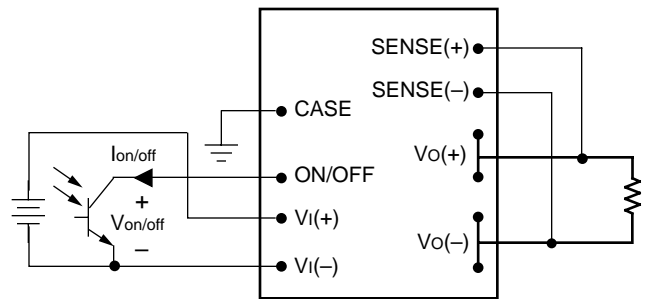 SENSE(+)
SENSE(–)
CASE
VO(+)
Ion/off
ON/OFF
+
Von/off
VI(+)
–
VO(–)
VI(–)